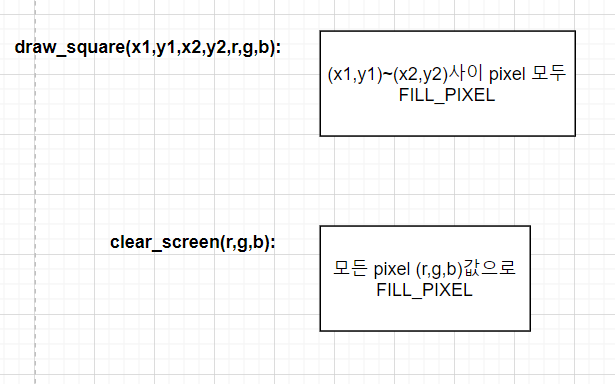 draw_square(x1,y1,x2,y2,r,g,b):
(x1,y1)~(x2,y2)사이 pixel 모두
FILL_PIXEL
clear_screen(r,g,b):
모든 pixel (r,g,b)값으로
FILL_PIXEL